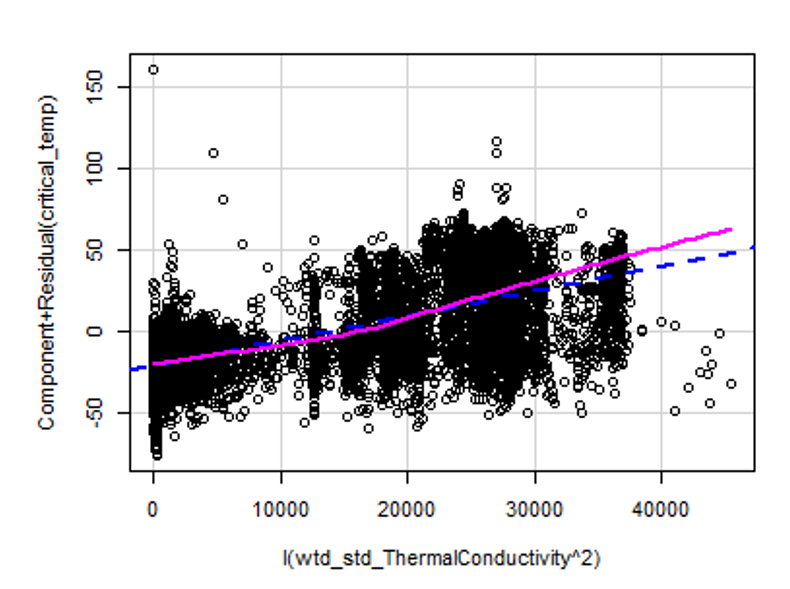 Component+Residual(critical_temp)
150
100
50
0
-50
0 10000 20000 30000 40000
I(wtd_std_ThermalConductivity^2)